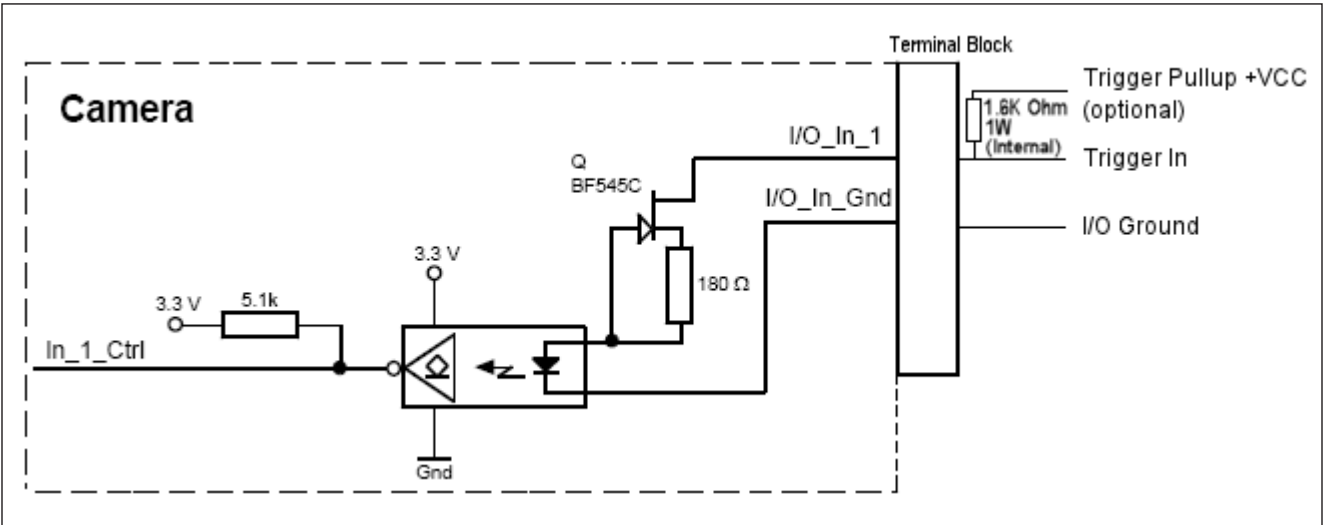 Terminal Block
Camera
Trigger Pullup +VCC
(optional)
1.6K Ohm
1W
(Internal)
I/O_In_1
Trigger In
Q
BF545C
I/O_In_Gnd
I/O Ground
3.3 V
180 Ω
3.3 V
5.1k
In_1_Ctrl
Gnd